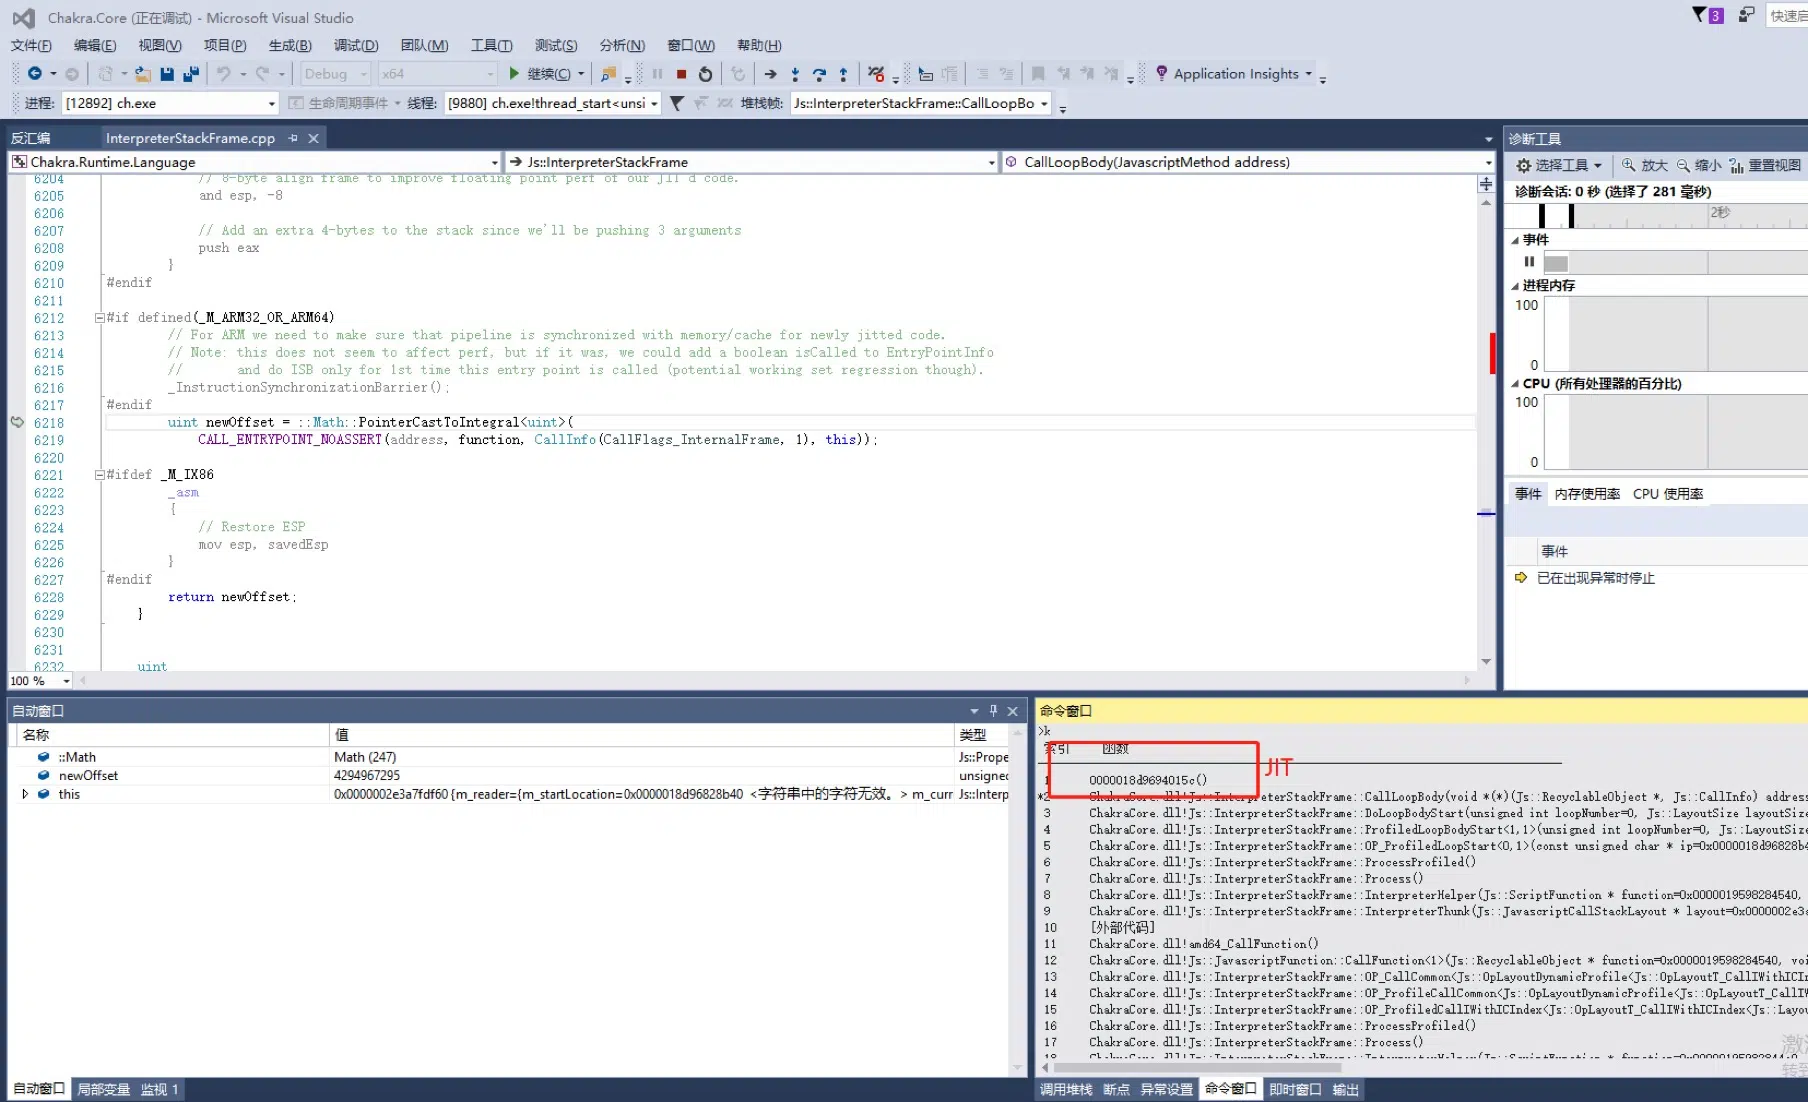 Chakra.Core (正在调试) - Microsoft Visual Studio
3
快速启
文件(F) 编辑(E) 视图(V) 项目(P) 生成(B) 调试(D) 团队(M) 工具(T) 测试(S) 分析(N) 窗口(W) 帮助(H)
Debug x64 继续(C) Application Insights
进程: [12892] ch.exe 生命周期事件 线程: [9880] ch.exe!thread_start<unsi 堆栈帧: Js::InterpreterStackFrame::CallLoopBo
反汇编 InterpreterStackFrame.cpp
Chakra.Runtime.Language Js::InterpreterStackFrame CallLoopBody(JavascriptMethod address)
6204 // 8-byte align frame to improve floating point perf of our JIT'd code.
6205 and esp, -8
6206
6207 // Add an extra 4-bytes to the stack since we'll be pushing 3 arguments
6208 push eax
6209 }
6210 #endif
6211
6212 #if defined(_M_ARM32_OR_ARM64)
6213 // For ARM we need to make sure that pipeline is synchronized with memory/cache for newly jitted code.
6214 // Note: this does not seem to affect perf, but if it was, we could add a boolean isCalled to EntryPointInfo
6215 // and do ISB only for 1st time this entry point is called (potential working set regression though).
6216 _InstructionSynchronizationBarrier();
6217 #endif
6218 uint newOffset = ::Math::PointerCastToIntegral<uint>(
6219 CALL_ENTRYPOINT_NOASSERT(address, function, CallInfo(CallFlags_InternalFrame, 1), this));
6220
6221 #ifdef _M_IX86
6222 _asm
6223 {
6224 // Restore ESP
6225 mov esp, savedEsp
6226 }
6227 #endif
6228 return newOffset;
6229 }
6230
6231
6232 uint
100 %
诊断工具
选择工具 放大 缩小 重置视图
诊断会话: 0 秒 (选择了 281 毫秒)
2秒
事件
进程内存
100
0
CPU (所有处理器的百分比)
100
0
事件 内存使用率 CPU 使用率
事件
已在出现异常时停止
自动窗口
名称 值 类型
::Math Math (247) Js::Prope
newOffset 4294967295 unsigned
this 0x0000002e3a7fdf60 {m_reader={m_startLocation=0x0000018d96828b40 <字符串中的字符无效。> m_curr Js::Interp
自动窗口 局部变量 监视 1
命令窗口
>k
索引 函数
JIT
1 0000018d9694015c()
*2 ChakraCore.dll!Js::InterpreterStackFrame::CallLoopBody(void *(*)(Js::RecyclableObject *, Js::CallInfo) address
3 ChakraCore.dll!Js::InterpreterStackFrame::DoLoopBodyStart(unsigned int loopNumber=0, Js::LayoutSize layoutSize
4 ChakraCore.dll!Js::InterpreterStackFrame::ProfiledLoopBodyStart<1,1>(unsigned int loopNumber=0, Js::LayoutSize
5 ChakraCore.dll!Js::InterpreterStackFrame::OP_ProfiledLoopStart<0,1>(const unsigned char * ip=0x0000018d96828b4
6 ChakraCore.dll!Js::InterpreterStackFrame::ProcessProfiled()
7 ChakraCore.dll!Js::InterpreterStackFrame::Process()
8 ChakraCore.dll!Js::InterpreterStackFrame::InterpreterHelper(Js::ScriptFunction * function=0x0000019598284540,
9 ChakraCore.dll!Js::InterpreterStackFrame::InterpreterThunk(Js::JavascriptCallStackLayout * layout=0x0000002e3a
10 [外部代码]
11 ChakraCore.dll!amd64_CallFunction()
12 ChakraCore.dll!Js::JavascriptFunction::CallFunction<1>(Js::RecyclableObject * function=0x0000019598284540, voi
13 ChakraCore.dll!Js::InterpreterStackFrame::OP_CallCommon<Js::OpLayoutDynamicProfile<Js::OpLayoutT_CallIWithICIn
14 ChakraCore.dll!Js::InterpreterStackFrame::OP_ProfileCallCommon<Js::OpLayoutDynamicProfile<Js::OpLayoutT_CallIW
15 ChakraCore.dll!Js::InterpreterStackFrame::OP_ProfiledCallIWithICIndex<Js::OpLayoutT_CallIWithICIndex<Js::Layou
16 ChakraCore.dll!Js::InterpreterStackFrame::ProcessProfiled()
17 ChakraCore.dll!Js::InterpreterStackFrame::Process()
激
转到
调用堆栈 断点 异常设置 命令窗口 即时窗口 输出